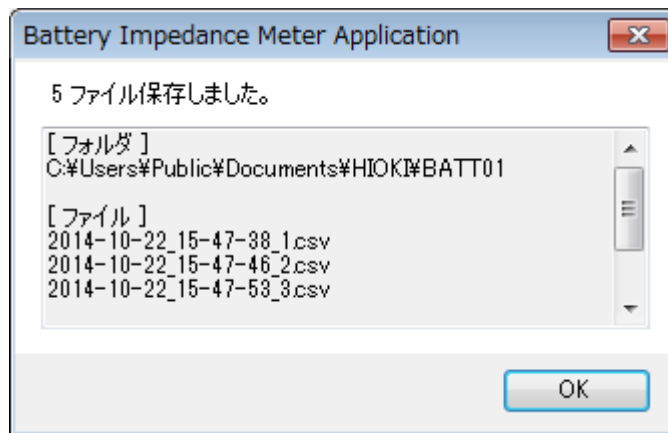 Battery Impedance Meter Application
5 ファイル保存しました。
[ フォルダ ]
C:¥Users¥Public¥Documents¥HIOKI¥BATT01
[ ファイル ]
2014-10-22_15-47-38_1.csv
2014-10-22_15-47-46_2.csv
2014-10-22_15-47-53_3.csv
OK